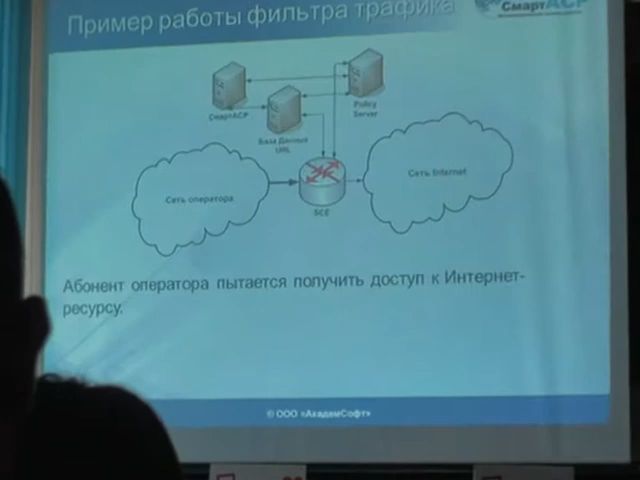 Пример работы фильтра трафика
СмартАСР
СмартАСР
Policy
Server
База Данных
URL
Сеть оператора
SCE
Сеть Internet
Абонент оператора пытается получить доступ к Интернет-
ресурсу.
© ООО «АкадемСофт»